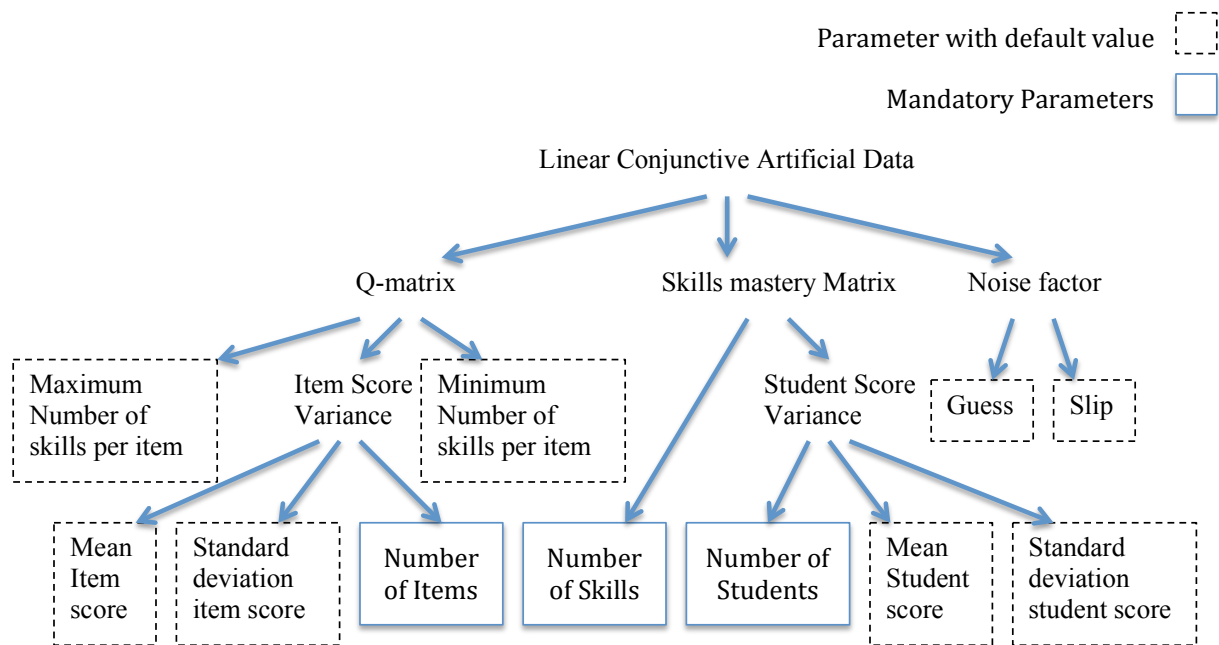 Parameter with default value
Mandatory Parameters
Linear Conjunctive Artificial Data
Q-matrix
Skills mastery Matrix
Noise factor
Maximum
Number of
skills per item
Item Score
Variance
Minimum
Number of
skills per item
Student Score
Variance
Guess
Slip
Mean
Item
score
Standard
deviation
item score
Number
of Items
Number
of Skills
Number of
Students
Mean
Student
score
Standard
deviation
student score